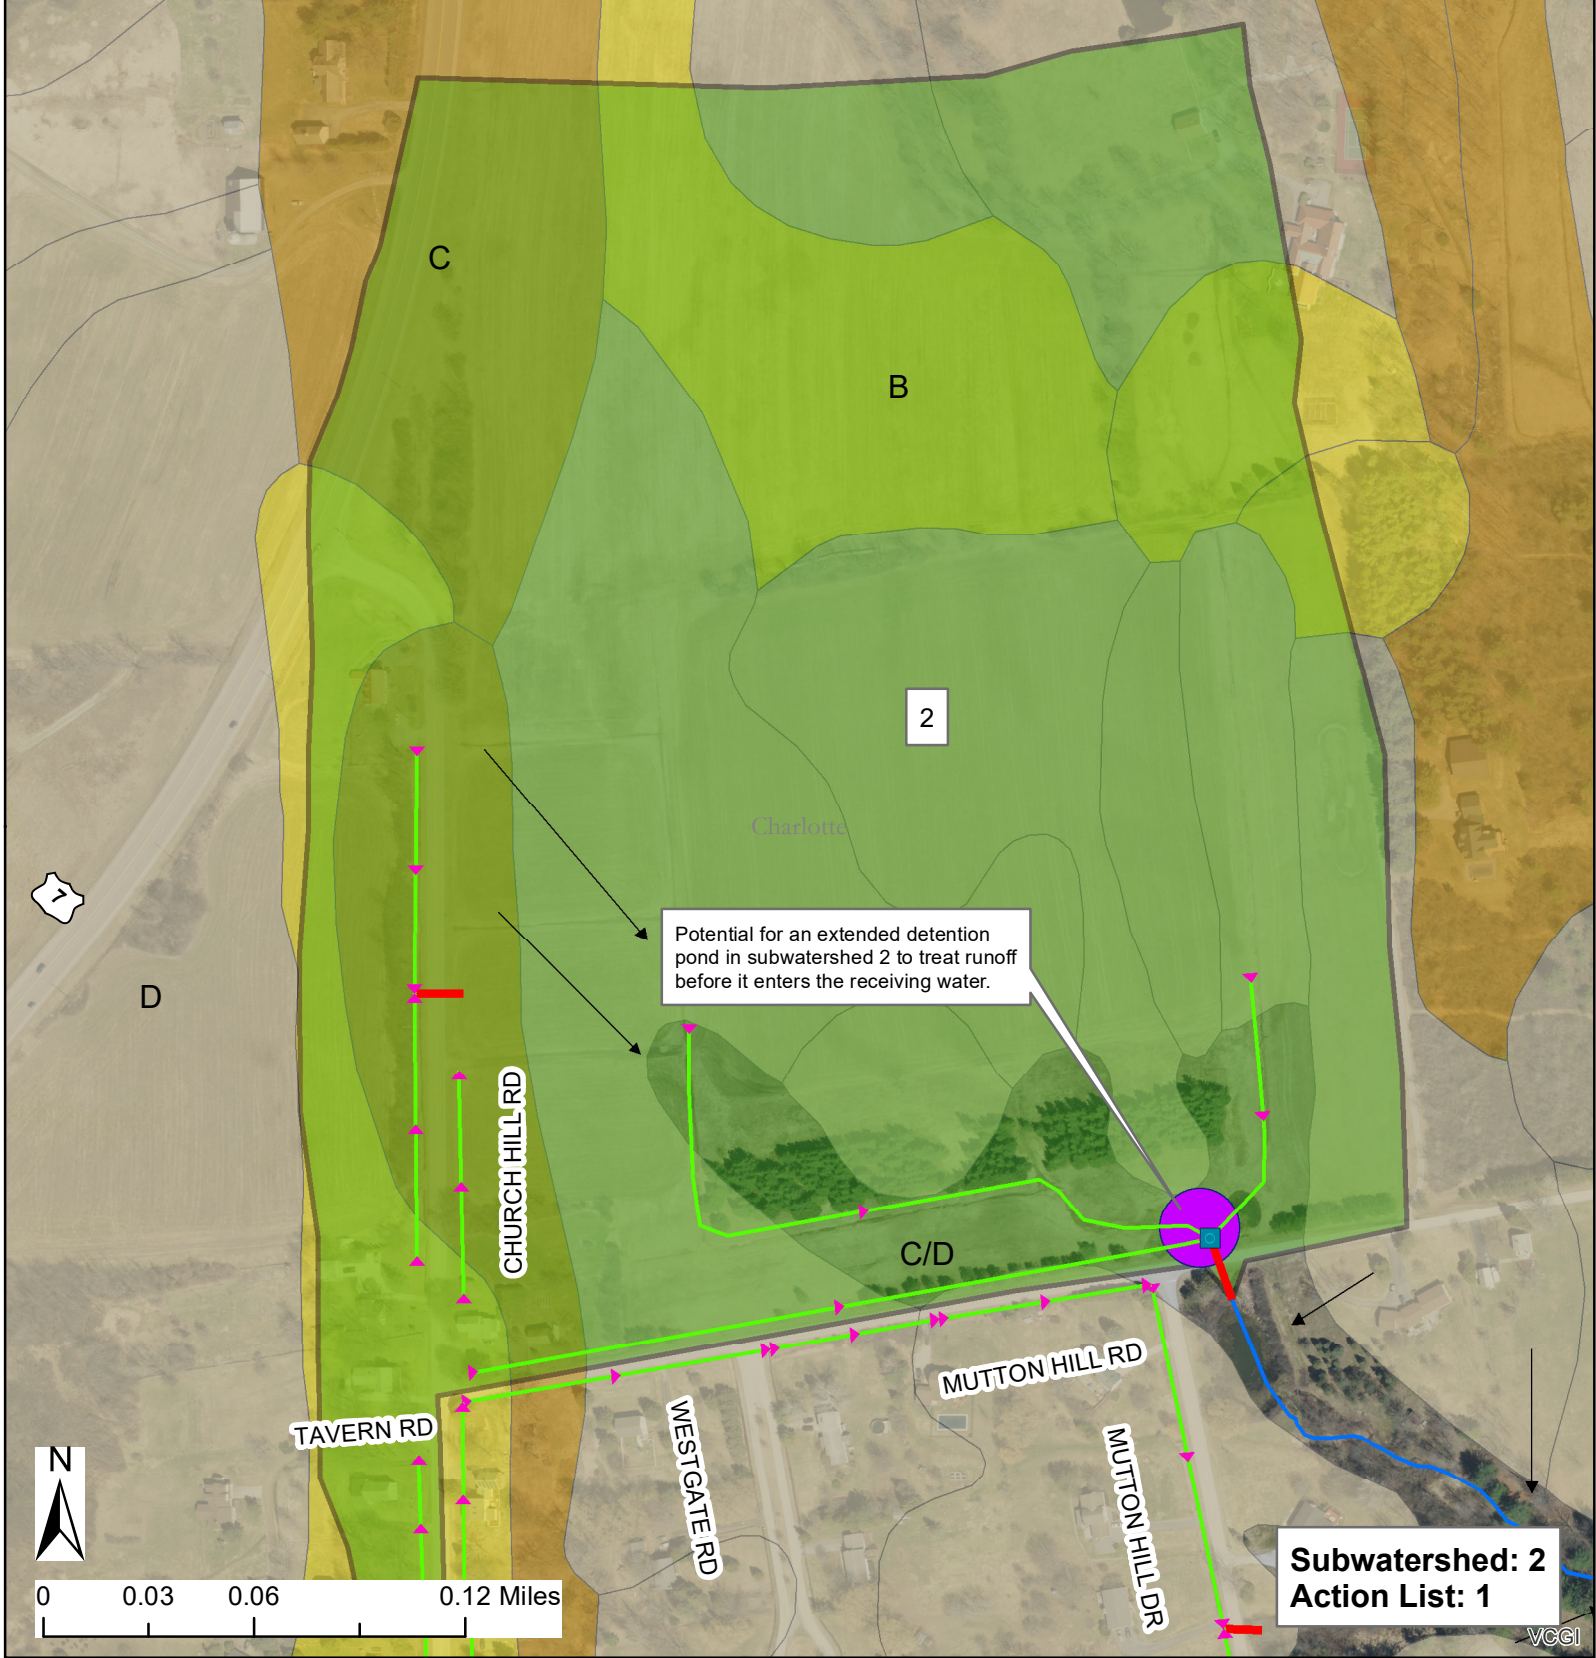 C
B
2
Charlotte
7
Potential for an extended detention
pond in subwatershed 2 to treat runoff
before it enters the receiving water.
D
CHURCH HILL RD
C/D
MUTTON HILL RD
TAVERN RD
WESTGATE RD
MUTTON HILL DR
N
0 0.03 0.06 0.12 Miles
Subwatershed: 2
Action List: 1
VCGI